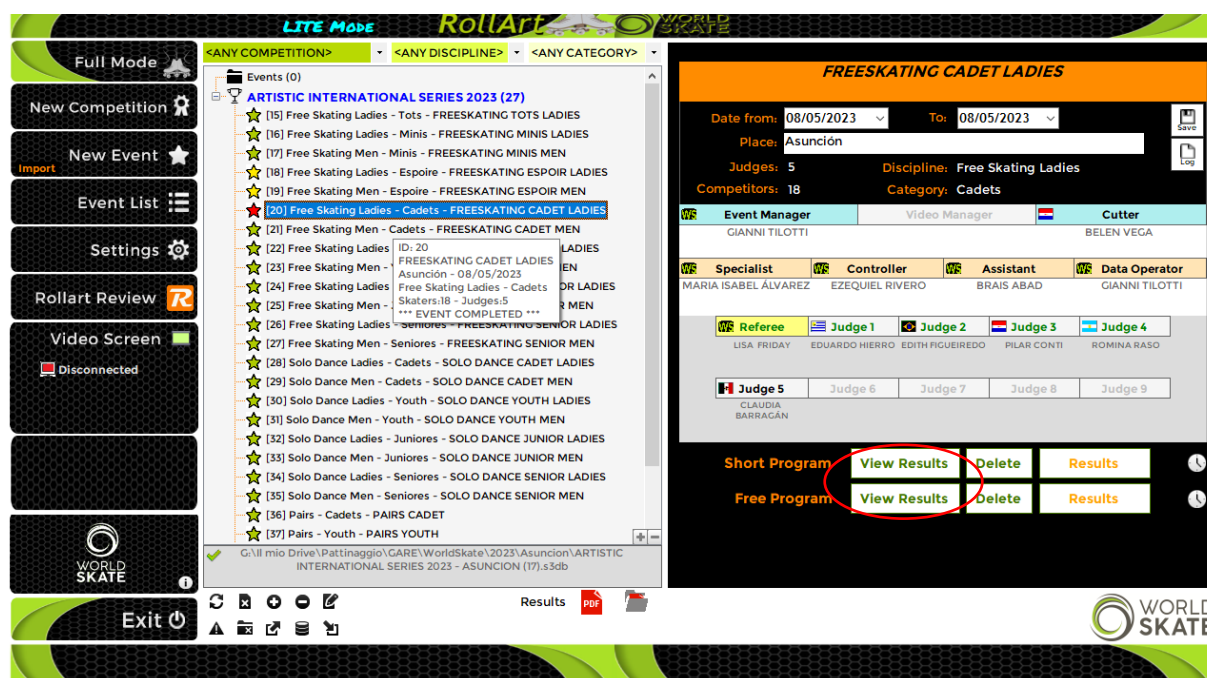 LITE MODE
RollArt
WORLD
SKATE
Full Mode
New Competition
New Event
Import
Event List
Settings
Rollart Review
Video Screen
Disconnected
WORLD
SKATE
Exit
<ANY COMPETITION> <ANY DISCIPLINE> <ANY CATEGORY>
Events (0)
ARTISTIC INTERNATIONAL SERIES 2023 (27)
[15] Free Skating Ladies - Tots - FREESKATING TOTS LADIES
[16] Free Skating Ladies - Minis - FREESKATING MINIS LADIES
[17] Free Skating Men - Minis - FREESKATING MINIS MEN
[18] Free Skating Ladies - Espoire - FREESKATING ESPOIR LADIES
[19] Free Skating Men - Espoire - FREESKATING ESPOIR MEN
[20] Free Skating Ladies - Cadets - FREESKATING CADET LADIES
[21] Free Skating Men - Cadets - FREESKATING CADET MEN
[22] Free Skating Ladies LADIES
[23] Free Skating Men - EN
[24] Free Skating Ladies OR LADIES
[25] Free Skating Men - R MEN
[26] Free Skating Ladies - Seniores - FREESKATING SENIOR LADIES
[27] Free Skating Men - Seniores - FREESKATING SENIOR MEN
[28] Solo Dance Ladies - Cadets - SOLO DANCE CADET LADIES
[29] Solo Dance Men - Cadets - SOLO DANCE CADET MEN
[30] Solo Dance Ladies - Youth - SOLO DANCE YOUTH LADIES
[31] Solo Dance Men - Youth - SOLO DANCE YOUTH MEN
[32] Solo Dance Ladies - Juniores - SOLO DANCE JUNIOR LADIES
[33] Solo Dance Men - Juniores - SOLO DANCE JUNIOR MEN
[34] Solo Dance Ladies - Seniores - SOLO DANCE SENIOR LADIES
[35] Solo Dance Men - Seniores - SOLO DANCE SENIOR MEN
[36] Pairs - Cadets - PAIRS CADET
[37] Pairs - Youth - PAIRS YOUTH
ID: 20
FREESKATING CADET LADIES
Asunción - 08/05/2023
Free Skating Ladies - Cadets
Skaters:18 - Judges:5
*** EVENT COMPLETED ***
G:\Il mio Drive\Pattinaggio\GARE\WorldSkate\2023\Asuncion\ARTISTIC
INTERNATIONAL SERIES 2023 - ASUNCION (17).s3db
Results PDF
FREESKATING CADET LADIES
Date from: 08/05/2023 To: 08/05/2023
Save
Place: Asunción
Log
Judges: 5 Discipline: Free Skating Ladies
Competitors: 18 Category: Cadets
WS Event Manager Video Manager Cutter
GIANNI TILOTTI BELEN VEGA
WS Specialist WS Controller WS Assistant WS Data Operator
MARIA ISABEL ÁLVAREZ EZEQUIEL RIVERO BRAIS ABAD GIANNI TILOTTI
WS Referee Judge 1 Judge 2 Judge 3 Judge 4
LISA FRIDAY EDUARDO HIERRO EDITH FIGUEIREDO PILAR CONTI ROMINA RASO
Judge 5 Judge 6 Judge 7 Judge 8 Judge 9
CLAUDIA
BARRAGÁN
Short Program View Results Delete Results
Free Program View Results Delete Results
WORLD
SKATE